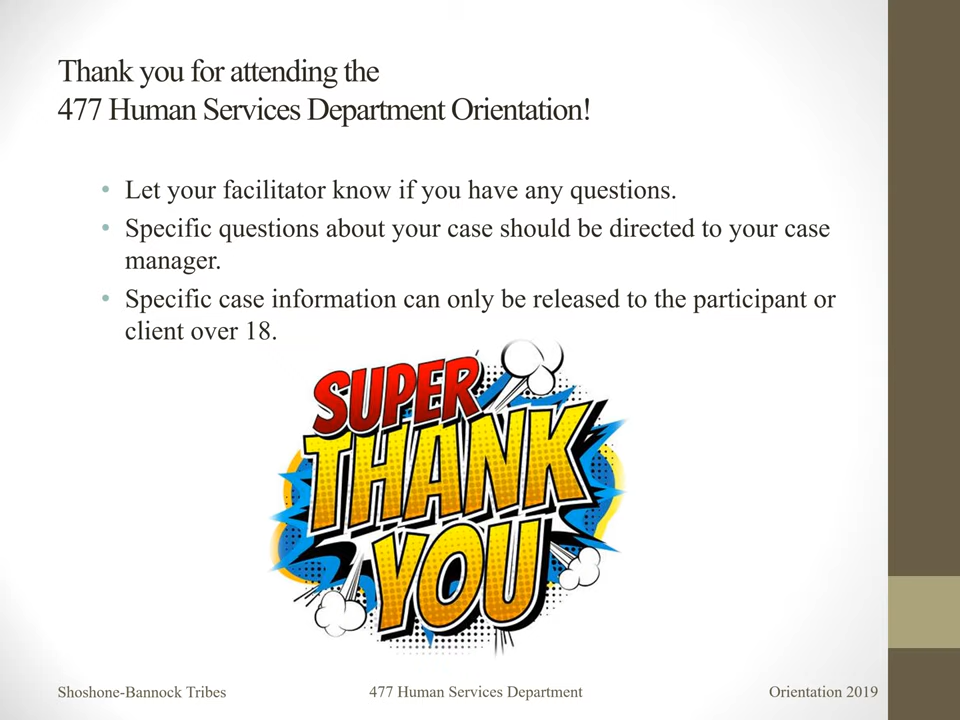 Thank you for attending the
477 Human Services Department Orientation!
• Let your facilitator know if you have any questions.
• Specific questions about your case should be directed to your case
manager.
• Specific case information can only be released to the participant or
client over 18.
SUPER
THANK
YOU
Shoshone-Bannock Tribes 477 Human Services Department Orientation 2019